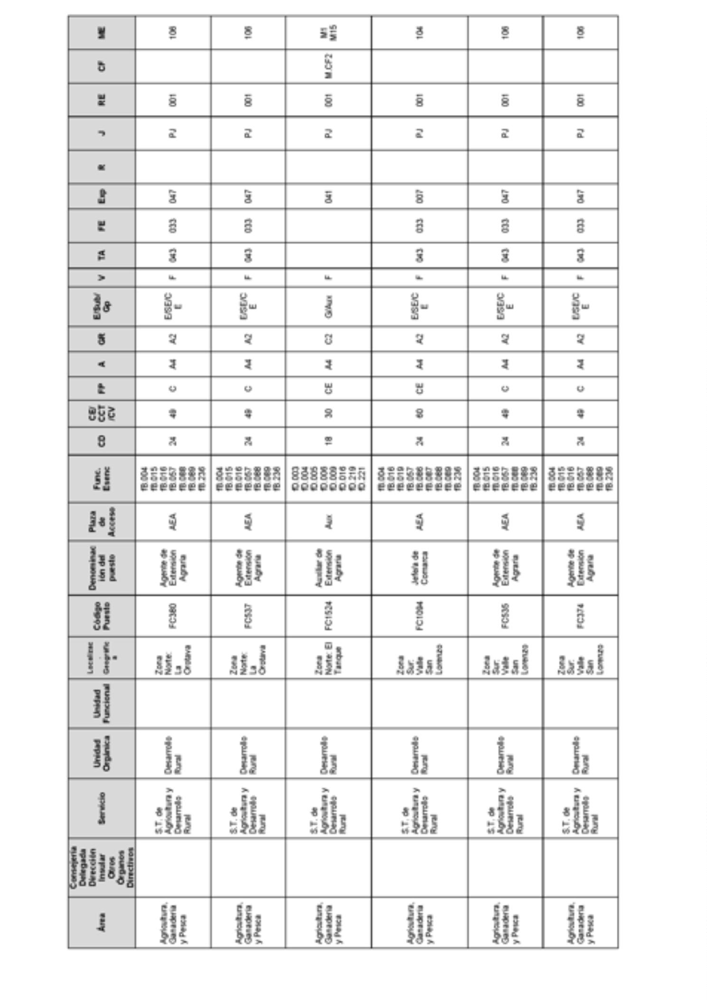 Área
Consejería
Delegada
Dirección
Insular
Otros
Órganos
Directivos
Servicio
Unidad
Orgánica
Unidad
Funcional
Localizac
.
Geográfic
a
Código
Puesto
Denominac
ión del
puesto
Plaza
de
Acceso
Func.
Esenc
CD
CE/
CCT
/CV
FP
A
GR
E/Sub/
Gp
V
TA
FE
Exp
R
J
RE
CF
ME
Agricultura,
Ganadería
y Pesca
S.T. de
Agricultura y
Desarrollo
Rural
Desarrollo
Rural
Zona
Norte:
La
Orotava
FC380
Agente de
Extensión
Agraria
AEA
fB.004
fB.015
fB.016
fB.057
fB.088
fB.089
fB.236
24
49
C
A4
A2
E/SE/C
E
F
043
033
047
PJ
001
106
Agricultura,
Ganadería
y Pesca
S.T. de
Agricultura y
Desarrollo
Rural
Desarrollo
Rural
Zona
Norte:
La
Orotava
FC537
Agente de
Extensión
Agraria
AEA
fB.004
fB.015
fB.016
fB.057
fB.088
fB.089
fB.236
24
49
C
A4
A2
E/SE/C
E
F
043
033
047
PJ
001
106
Agricultura,
Ganadería
y Pesca
S.T. de
Agricultura y
Desarrollo
Rural
Desarrollo
Rural
Zona
Norte: El
Tanque
FC1524
Auxiliar de
Extensión
Agraria
Aux
fD.003
fD.004
fD.005
fD.006
fD.009
fD.016
fD.219
fD.221
18
30
CE
A4
C2
G/Aux
F
041
PJ
001
M.CF2
M1
M15
Agricultura,
Ganadería
y Pesca
S.T. de
Agricultura y
Desarrollo
Rural
Desarrollo
Rural
Zona
Sur:
Valle
San
Lorenzo
FC1094
Jefe/a de
Comarca
AEA
fB.004
fB.016
fB.019
fB.057
fB.086
fB.087
fB.088
fB.089
fB.236
24
60
CE
A4
A2
E/SE/C
E
F
043
033
007
PJ
001
104
Agricultura,
Ganadería
y Pesca
S.T. de
Agricultura y
Desarrollo
Rural
Desarrollo
Rural
Zona
Sur:
Valle
San
Lorenzo
FC535
Agente de
Extensión
Agraria
AEA
fB.004
fB.015
fB.016
fB.057
fB.088
fB.089
fB.236
24
49
C
A4
A2
E/SE/C
E
F
043
033
047
PJ
001
106
Agricultura,
Ganadería
y Pesca
S.T. de
Agricultura y
Desarrollo
Rural
Desarrollo
Rural
Zona
Sur:
Valle
San
Lorenzo
FC374
Agente de
Extensión
Agraria
AEA
fB.004
fB.015
fB.016
fB.057
fB.088
fB.089
fB.236
24
49
C
A4
A2
E/SE/C
E
F
043
033
047
PJ
001
106